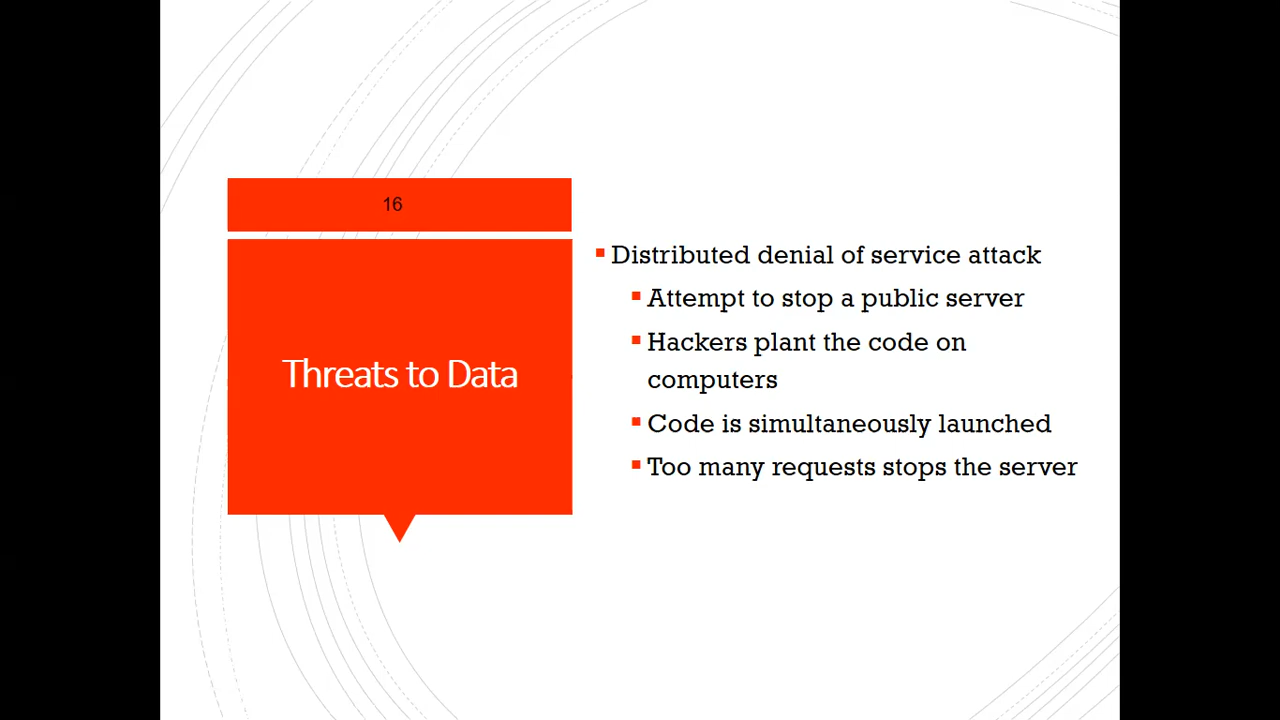 16
Threats to Data
Distributed denial of service attack
Attempt to stop a public server
Hackers plant the code on
computers
Code is simultaneously launched
Too many requests stops the server